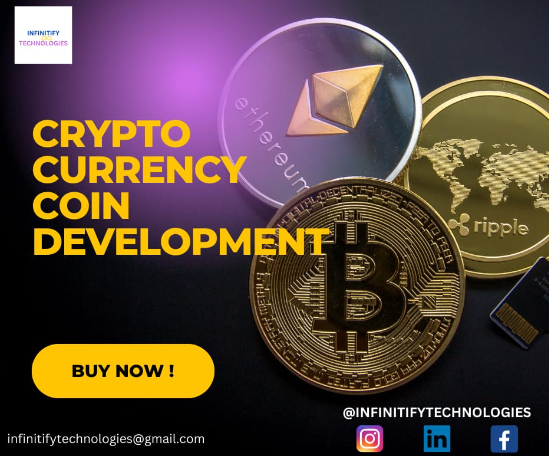 INFINITIFY
TECHNOLOGIES
CRYPTO
CURRENCY
COIN
DEVELOPMENT
ethereum
ripple
BUY NOW !
@INFINITIFYTECHNOLOGIES
infinitifytechnologies@gmail.com